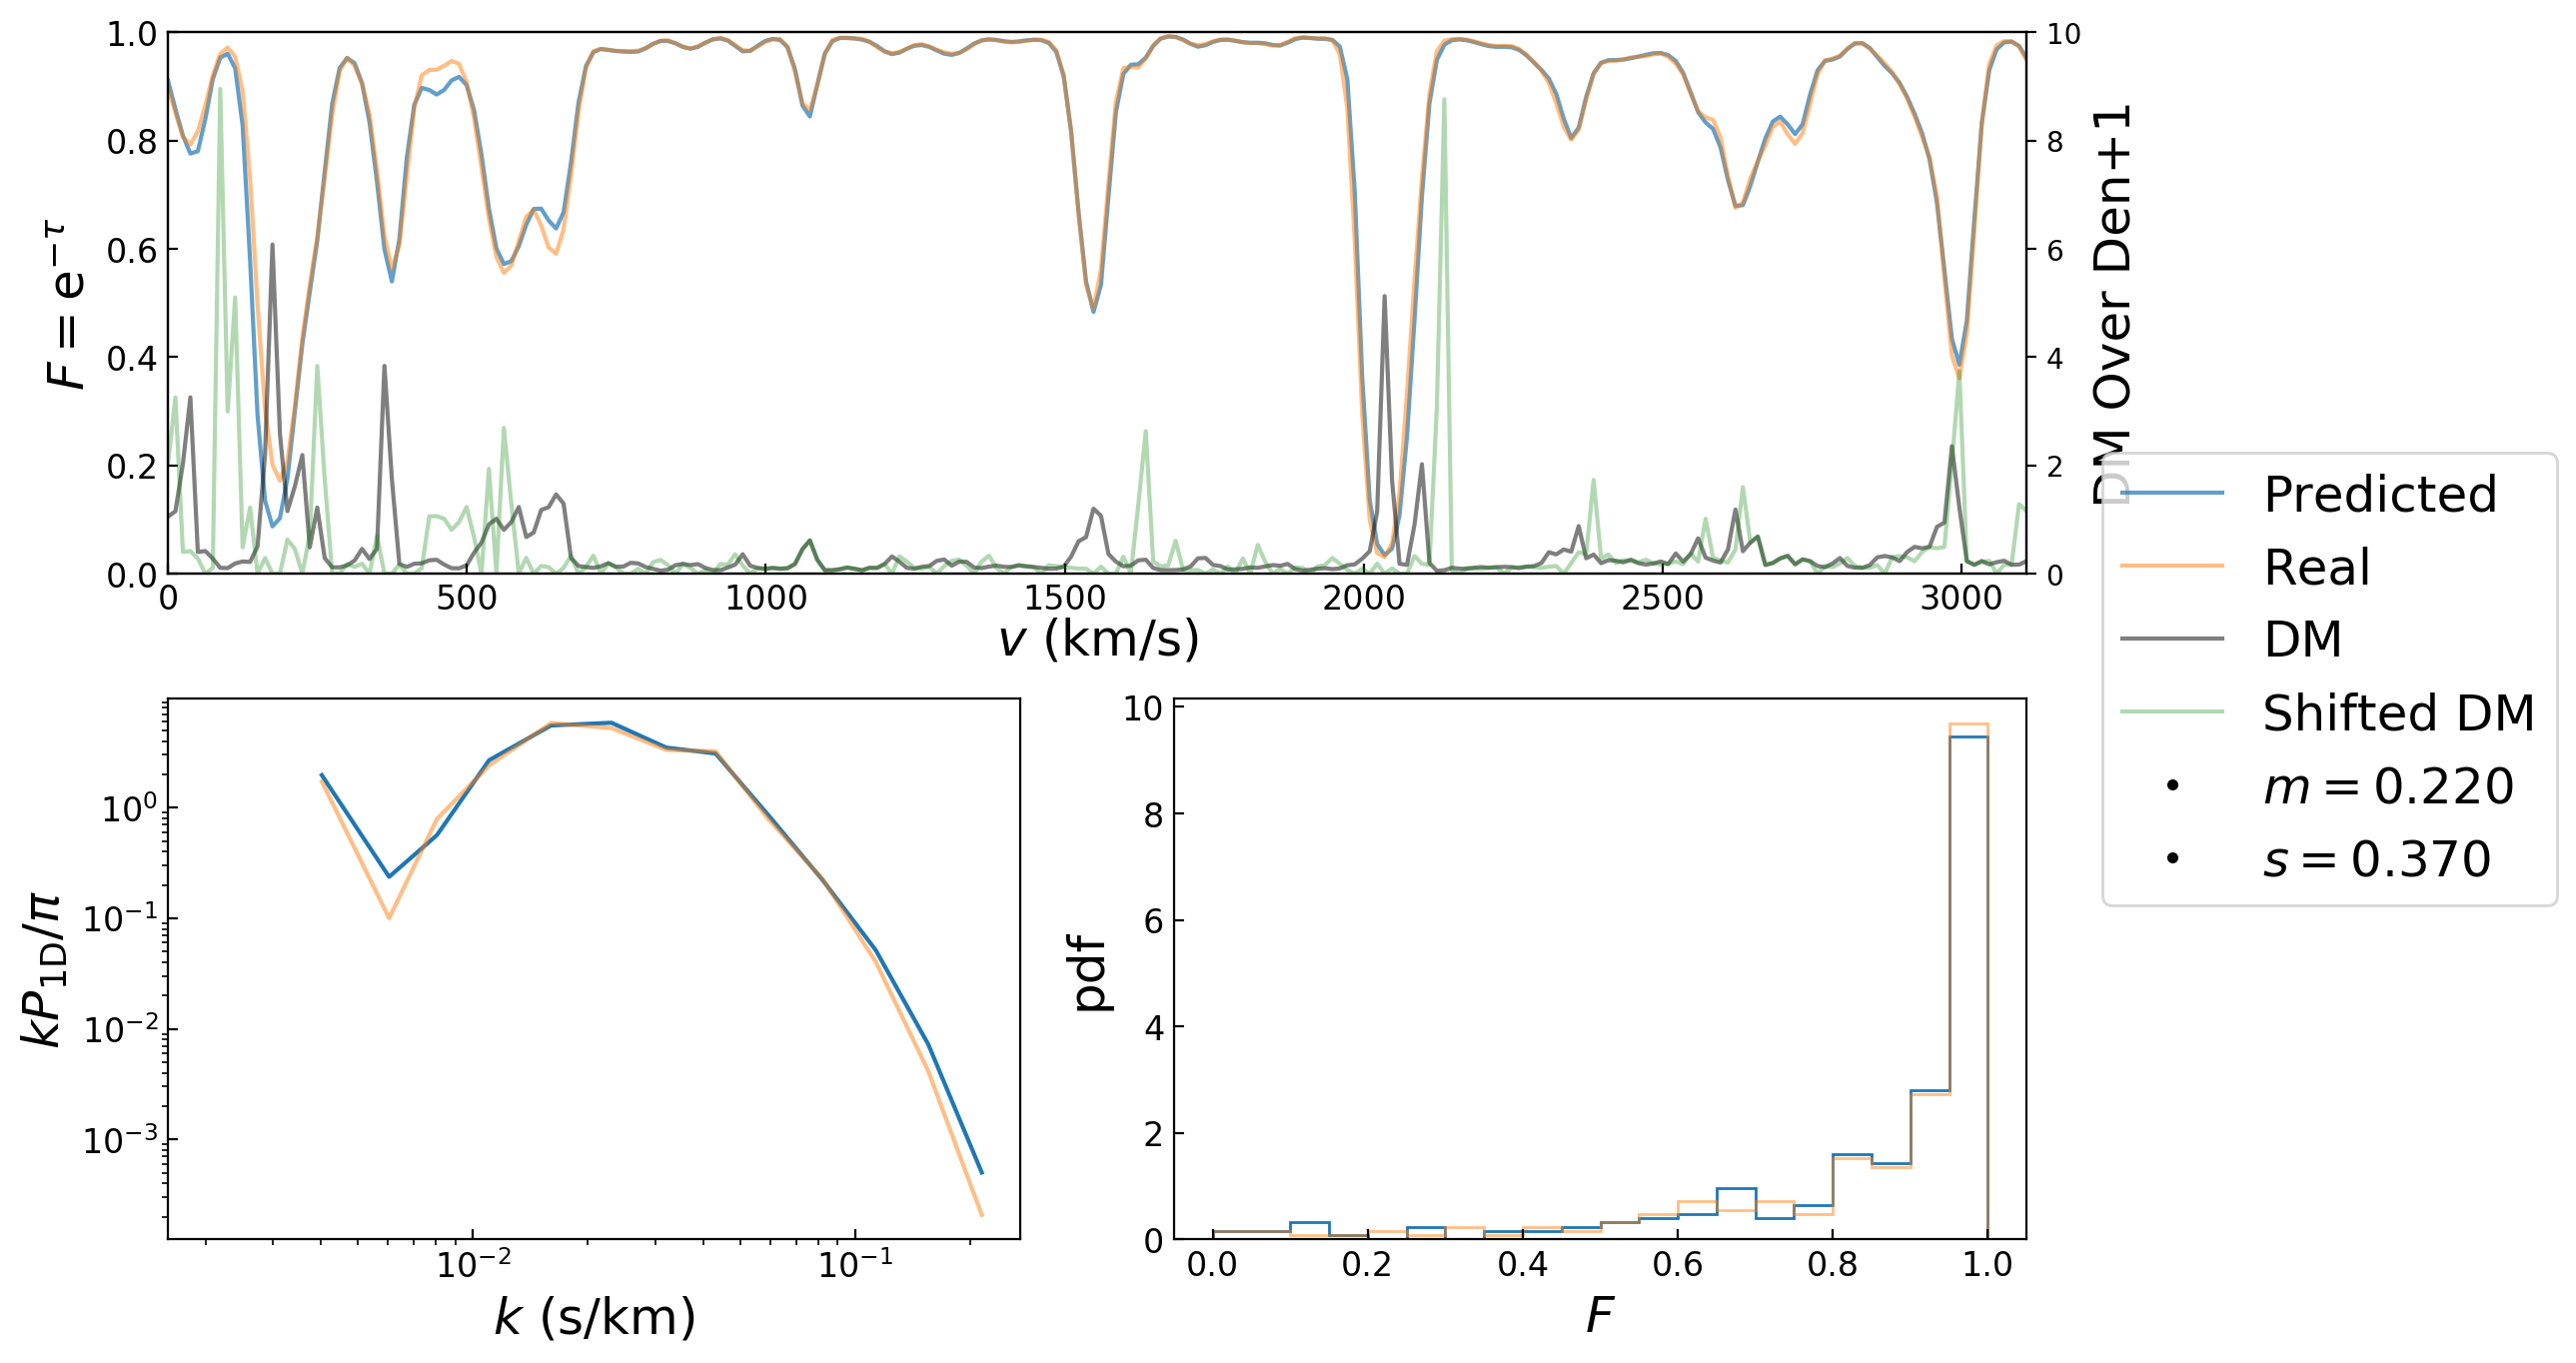 1.0
0.8
0.6
0.4
0.2
0.0
F = e^{-τ}
0 500 1000 1500 2000 2500 3000
v (km/s)
10
8
6
4
2
0
DM Over Den+1
Predicted
Real
DM
Shifted DM
m = 0.220
s = 0.370
10^0
10^{-1}
10^{-2}
10^{-3}
kP_{1D}/π
10^{-2} 10^{-1}
k (s/km)
10
8
6
4
2
0
pdf
0.0 0.2 0.4 0.6 0.8 1.0
F